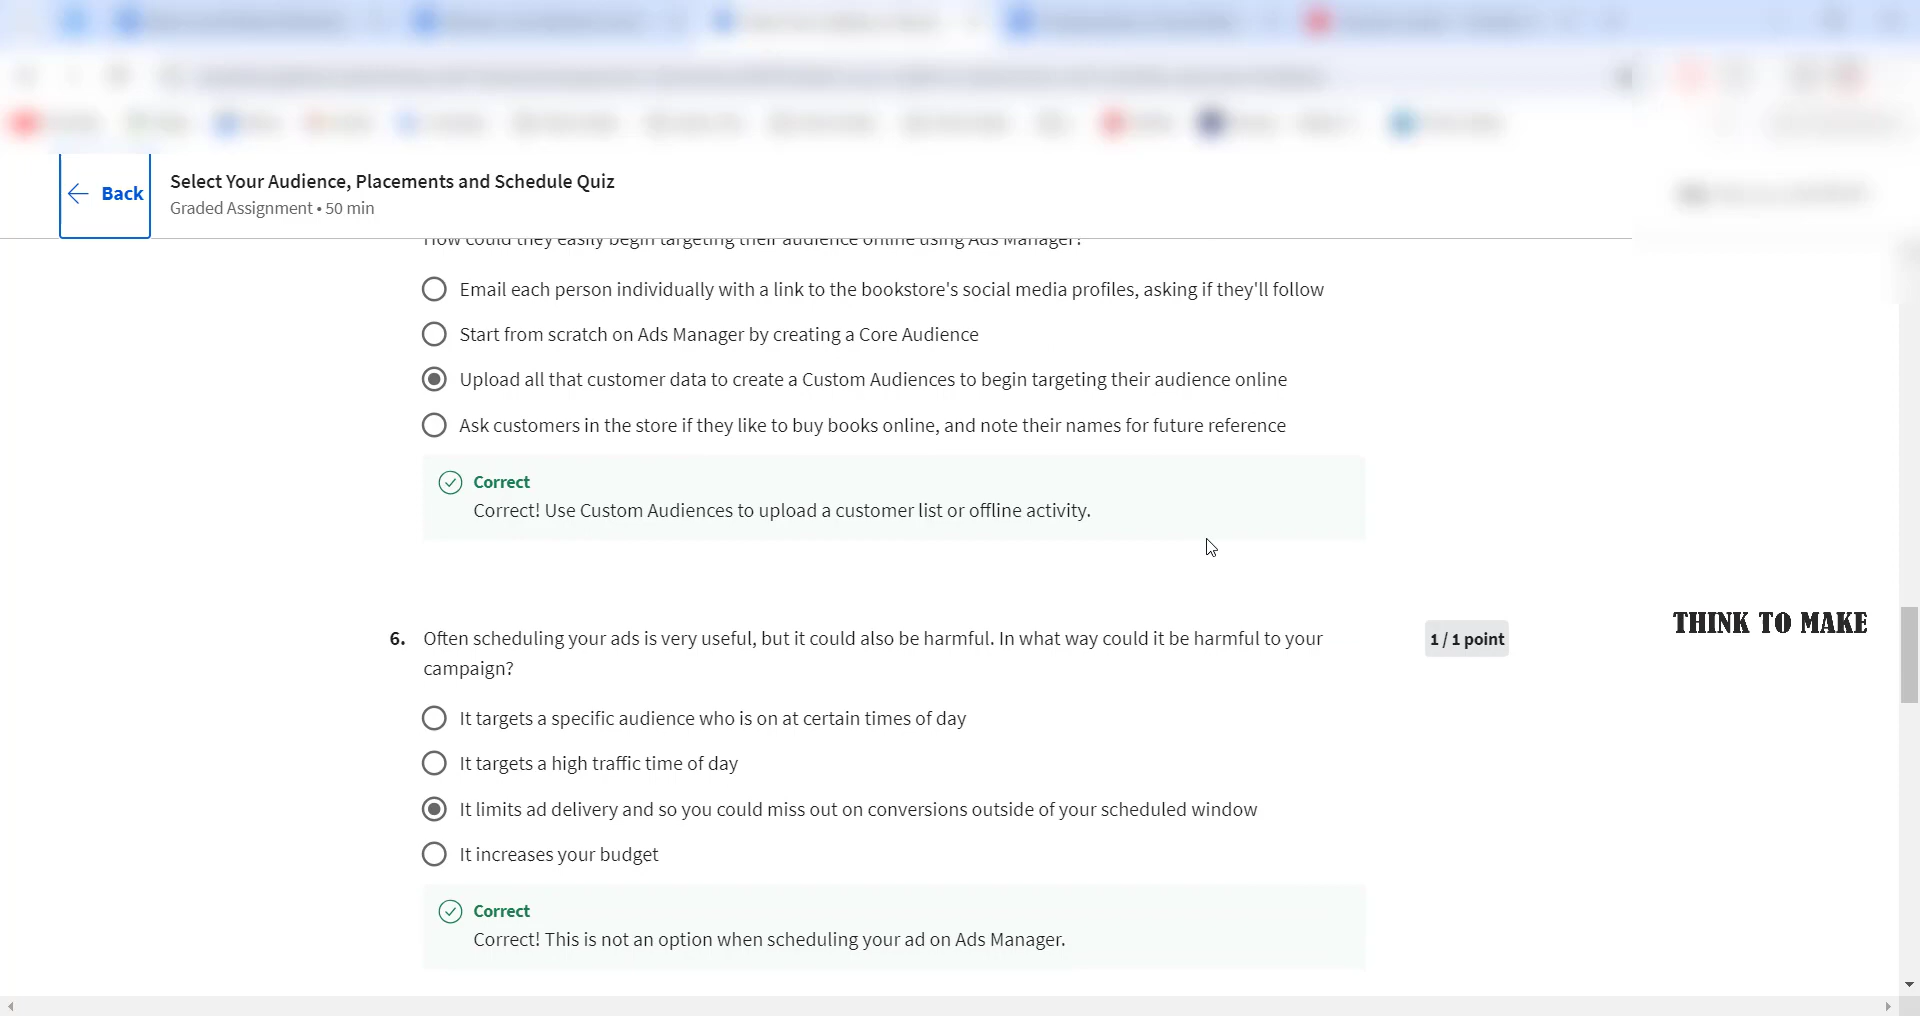 Back
Select Your Audience, Placements and Schedule Quiz
Graded Assignment • 50 min
How could they easily begin targeting their audience online using Ads Manager?
Email each person individually with a link to the bookstore's social media profiles, asking if they'll follow
Start from scratch on Ads Manager by creating a Core Audience
Upload all that customer data to create a Custom Audiences to begin targeting their audience online
Ask customers in the store if they like to buy books online, and note their names for future reference
Correct
Correct! Use Custom Audiences to upload a customer list or offline activity.
6. Often scheduling your ads is very useful, but it could also be harmful. In what way could it be harmful to your
campaign?
1 / 1 point
THINK TO MAKE
It targets a specific audience who is on at certain times of day
It targets a high traffic time of day
It limits ad delivery and so you could miss out on conversions outside of your scheduled window
It increases your budget
Correct
Correct! This is not an option when scheduling your ad on Ads Manager.